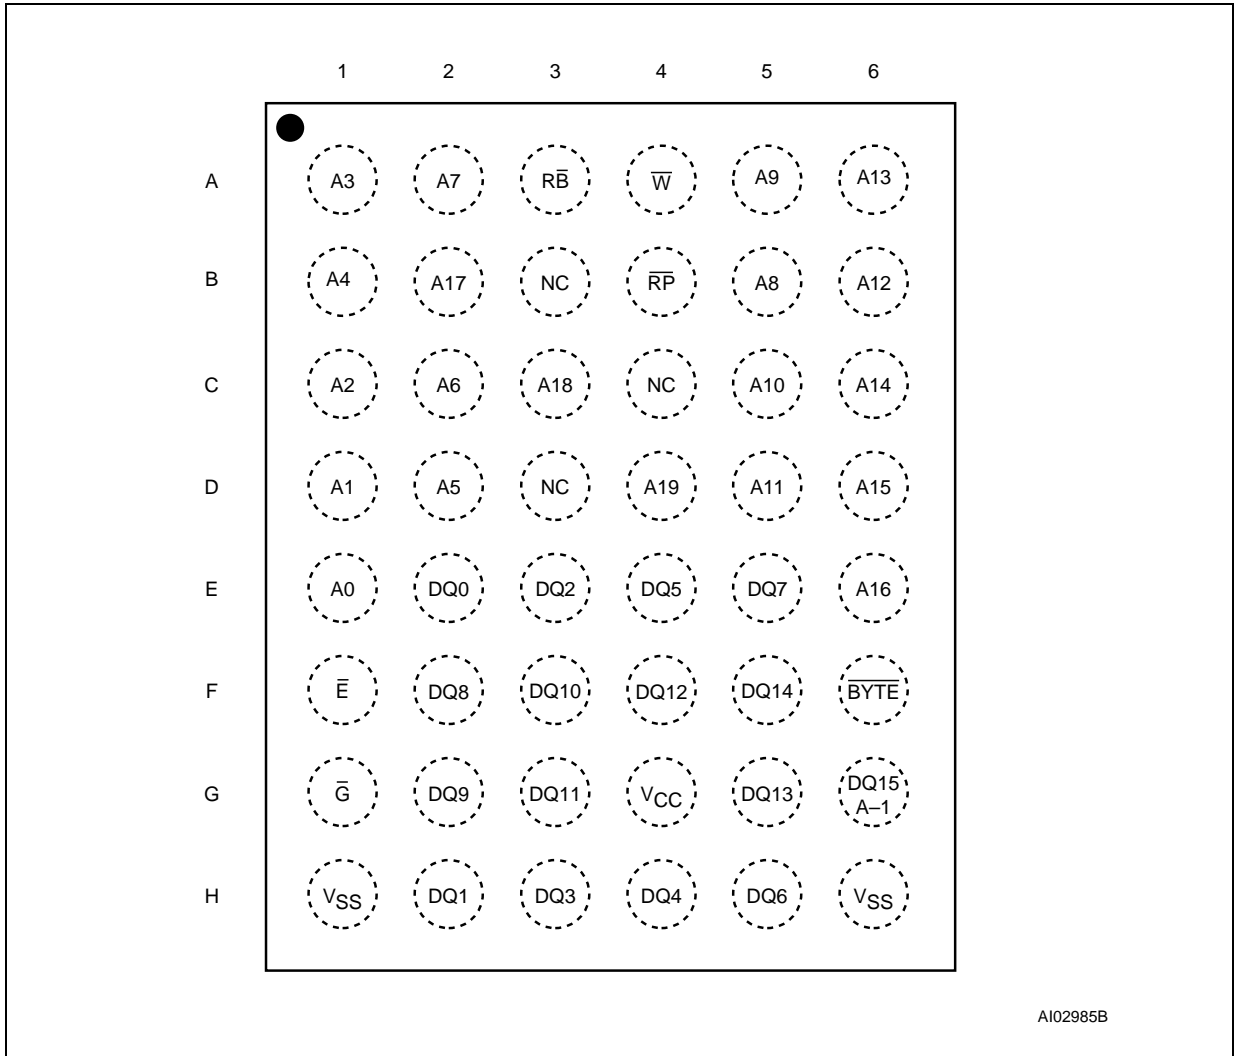 1 2 3 4 5 6
A A3 A7 RB̅ W̅ A9 A13
B A4 A17 NC R̅P̅ A8 A12
C A2 A6 A18 NC A10 A14
D A1 A5 NC A19 A11 A15
E A0 DQ0 DQ2 DQ5 DQ7 A16
F E̅ DQ8 DQ10 DQ12 DQ14 B̅Y̅T̅E̅
G G̅ DQ9 DQ11 VCC DQ13 DQ15
A–1
H VSS DQ1 DQ3 DQ4 DQ6 VSS
AI02985B